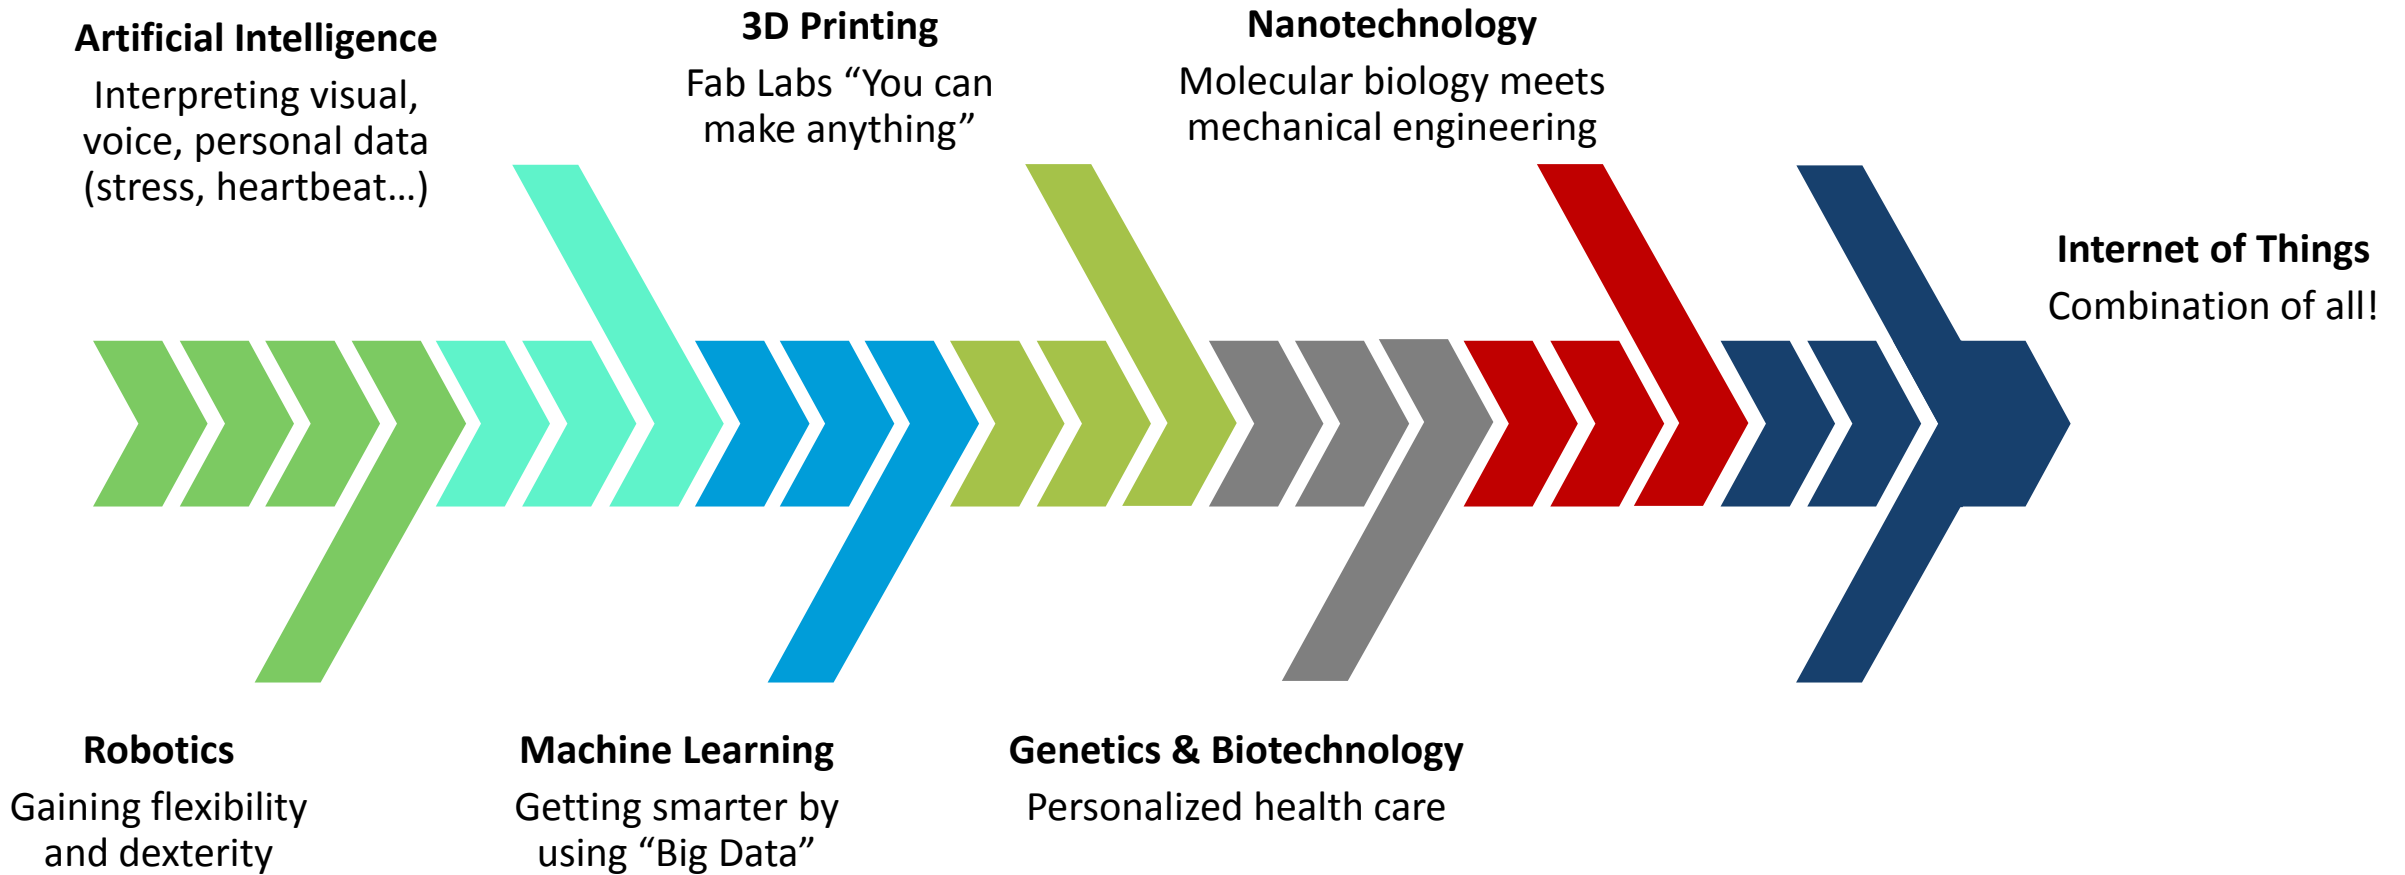 Artificial Intelligence
Interpreting visual,
voice, personal data
(stress, heartbeat…)
3D Printing
Fab Labs “You can
make anything”
Nanotechnology
Molecular biology meets
mechanical engineering
Internet of Things
Combination of all!
Robotics
Gaining flexibility
and dexterity
Machine Learning
Getting smarter by
using “Big Data”
Genetics & Biotechnology
Personalized health care